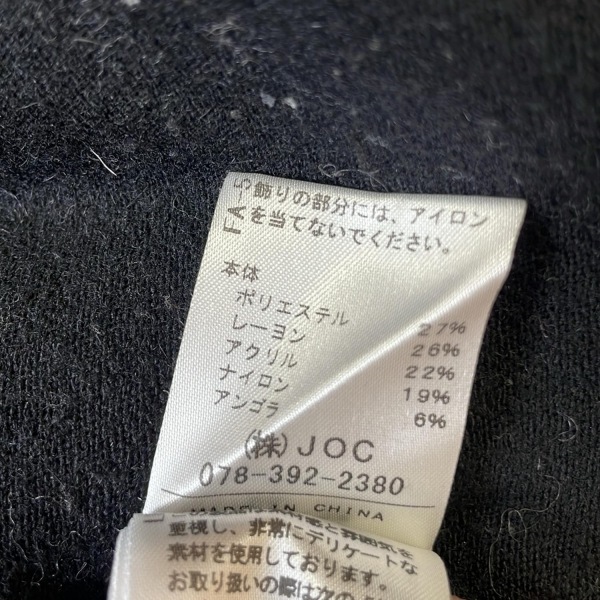 飾りの部分には、アイロン
を当てないでください。
本体
ポリエステル 27%
レーヨン 26%
アクリル 22%
ナイロン 19%
アンゴラ 6%
(株)JOC
078-392-2380
MADE IN CHINA
重視し、非常にデリケートな
素材を使用しております。
お取り扱いの際は次の